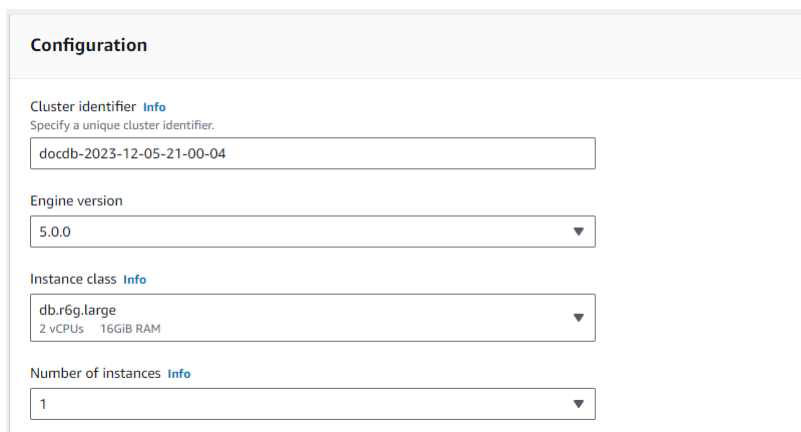 Configuration
Cluster identifier Info
Specify a unique cluster identifier.
docdb-2023-12-05-21-00-04
Engine version
5.0.0
Instance class Info
db.r6g.large
2 vCPUs 16GiB RAM
Number of instances Info
1